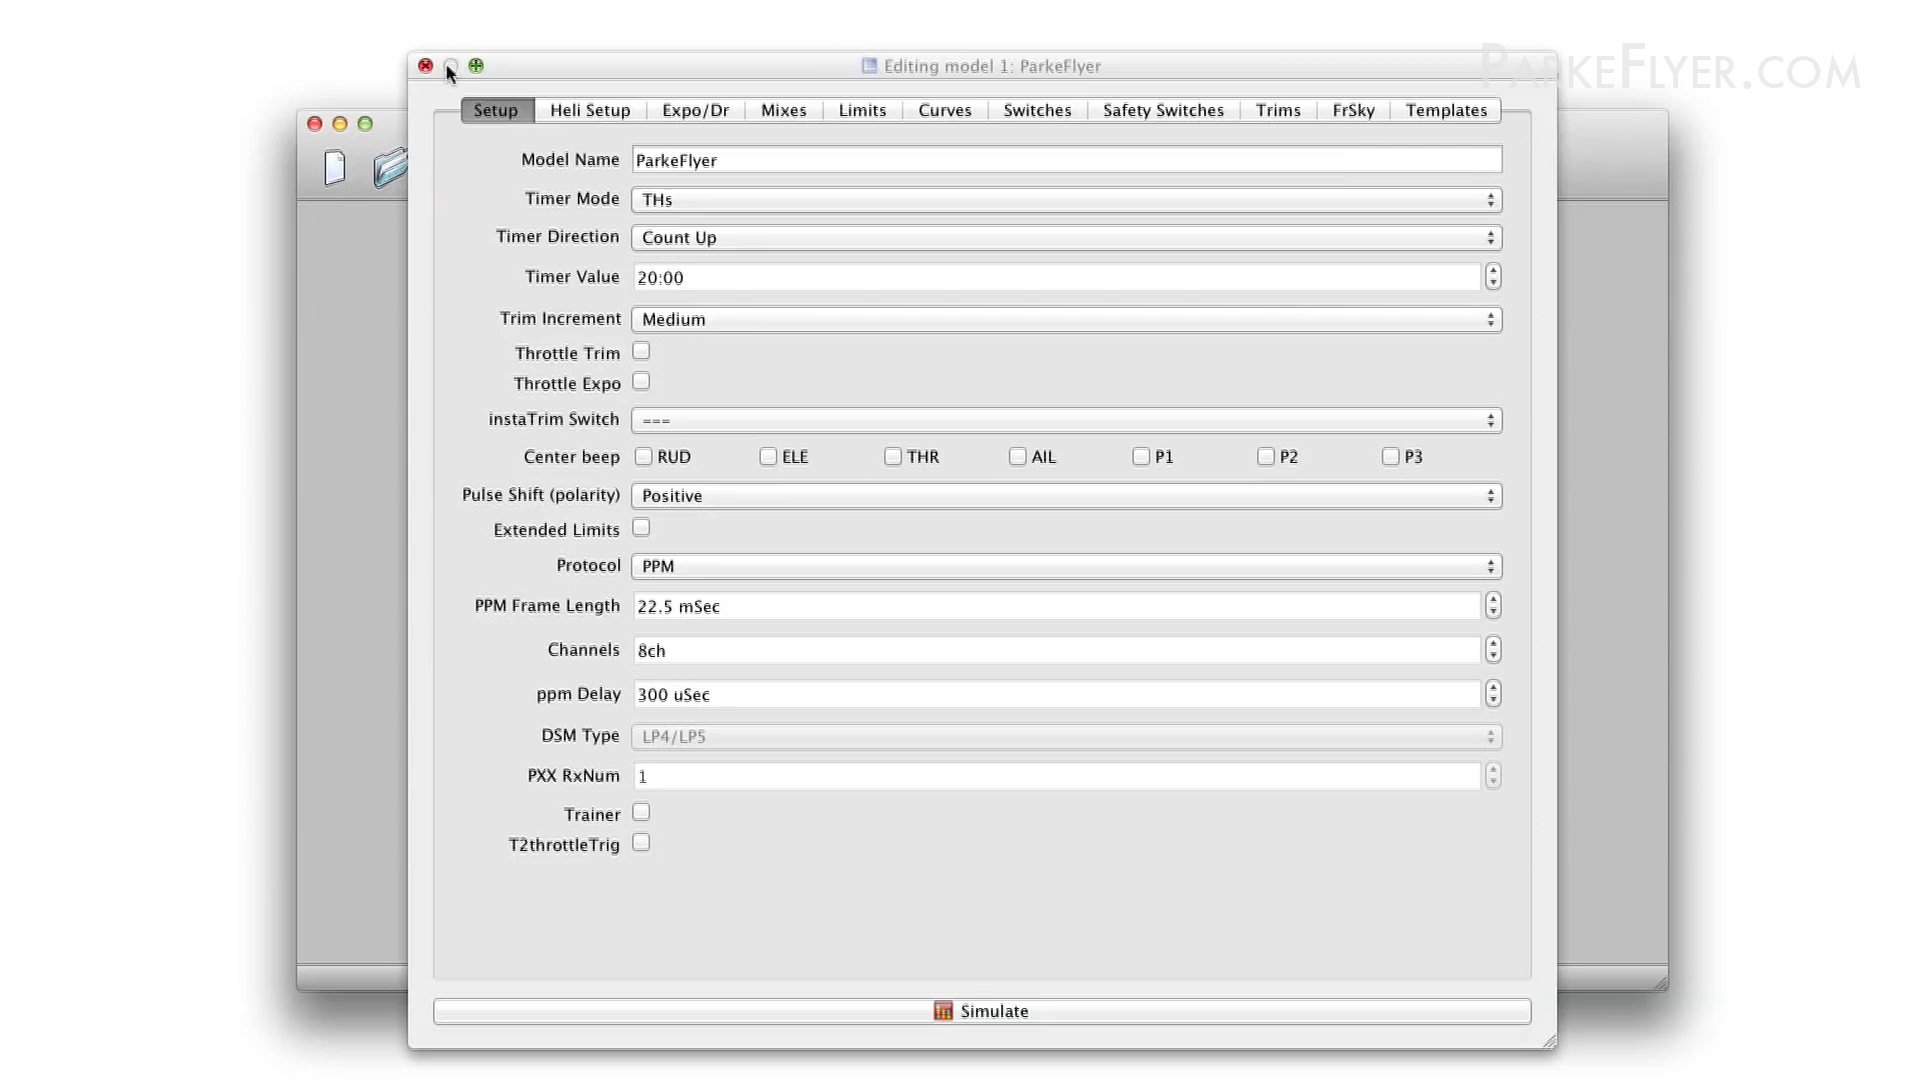 PARKEFLYER.COM
Editing model 1: ParkeFlyer
Setup Heli Setup Expo/Dr Mixes Limits Curves Switches Safety Switches Trims FrSky Templates
Model Name ParkeFlyer
Timer Mode THs
Timer Direction Count Up
Timer Value 20:00
Trim Increment Medium
Throttle Trim
Throttle Expo
instaTrim Switch ===
Center beep RUD ELE THR AIL P1 P2 P3
Pulse Shift (polarity) Positive
Extended Limits
Protocol PPM
PPM Frame Length 22.5 mSec
Channels 8ch
ppm Delay 300 uSec
DSM Type LP4/LP5
PXX RxNum 1
Trainer
T2throttleTrig
Simulate